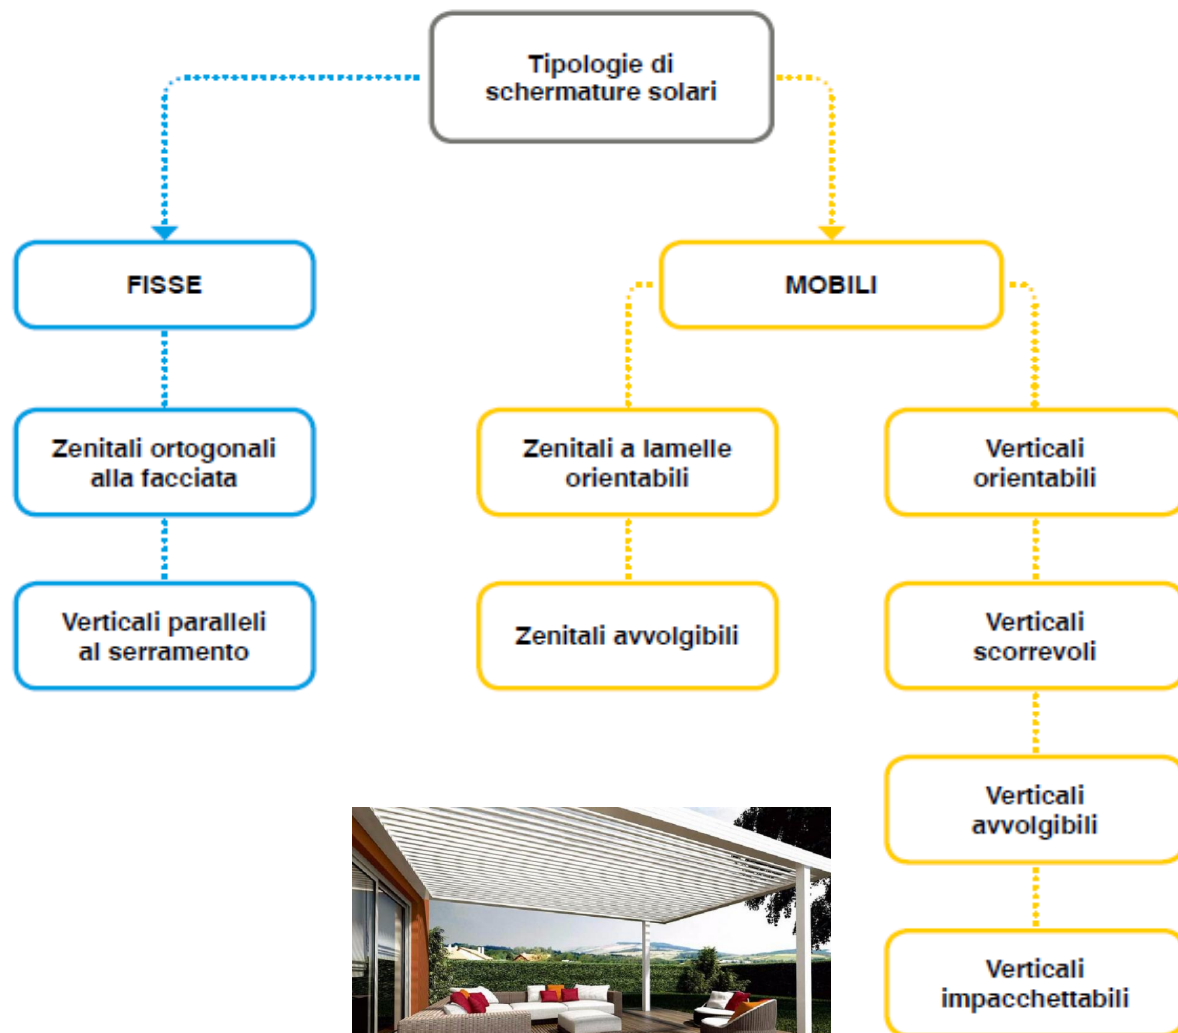 Tipologie di
schermature solari
FISSE
MOBILI
Zenitali ortogonali
alla facciata
Zenitali a lamelle
orientabili
Verticali
orientabili
Verticali paralleli
al serramento
Zenitali avvolgibili
Verticali
scorrevoli
Verticali
avvolgibili
Verticali
impacchettabili